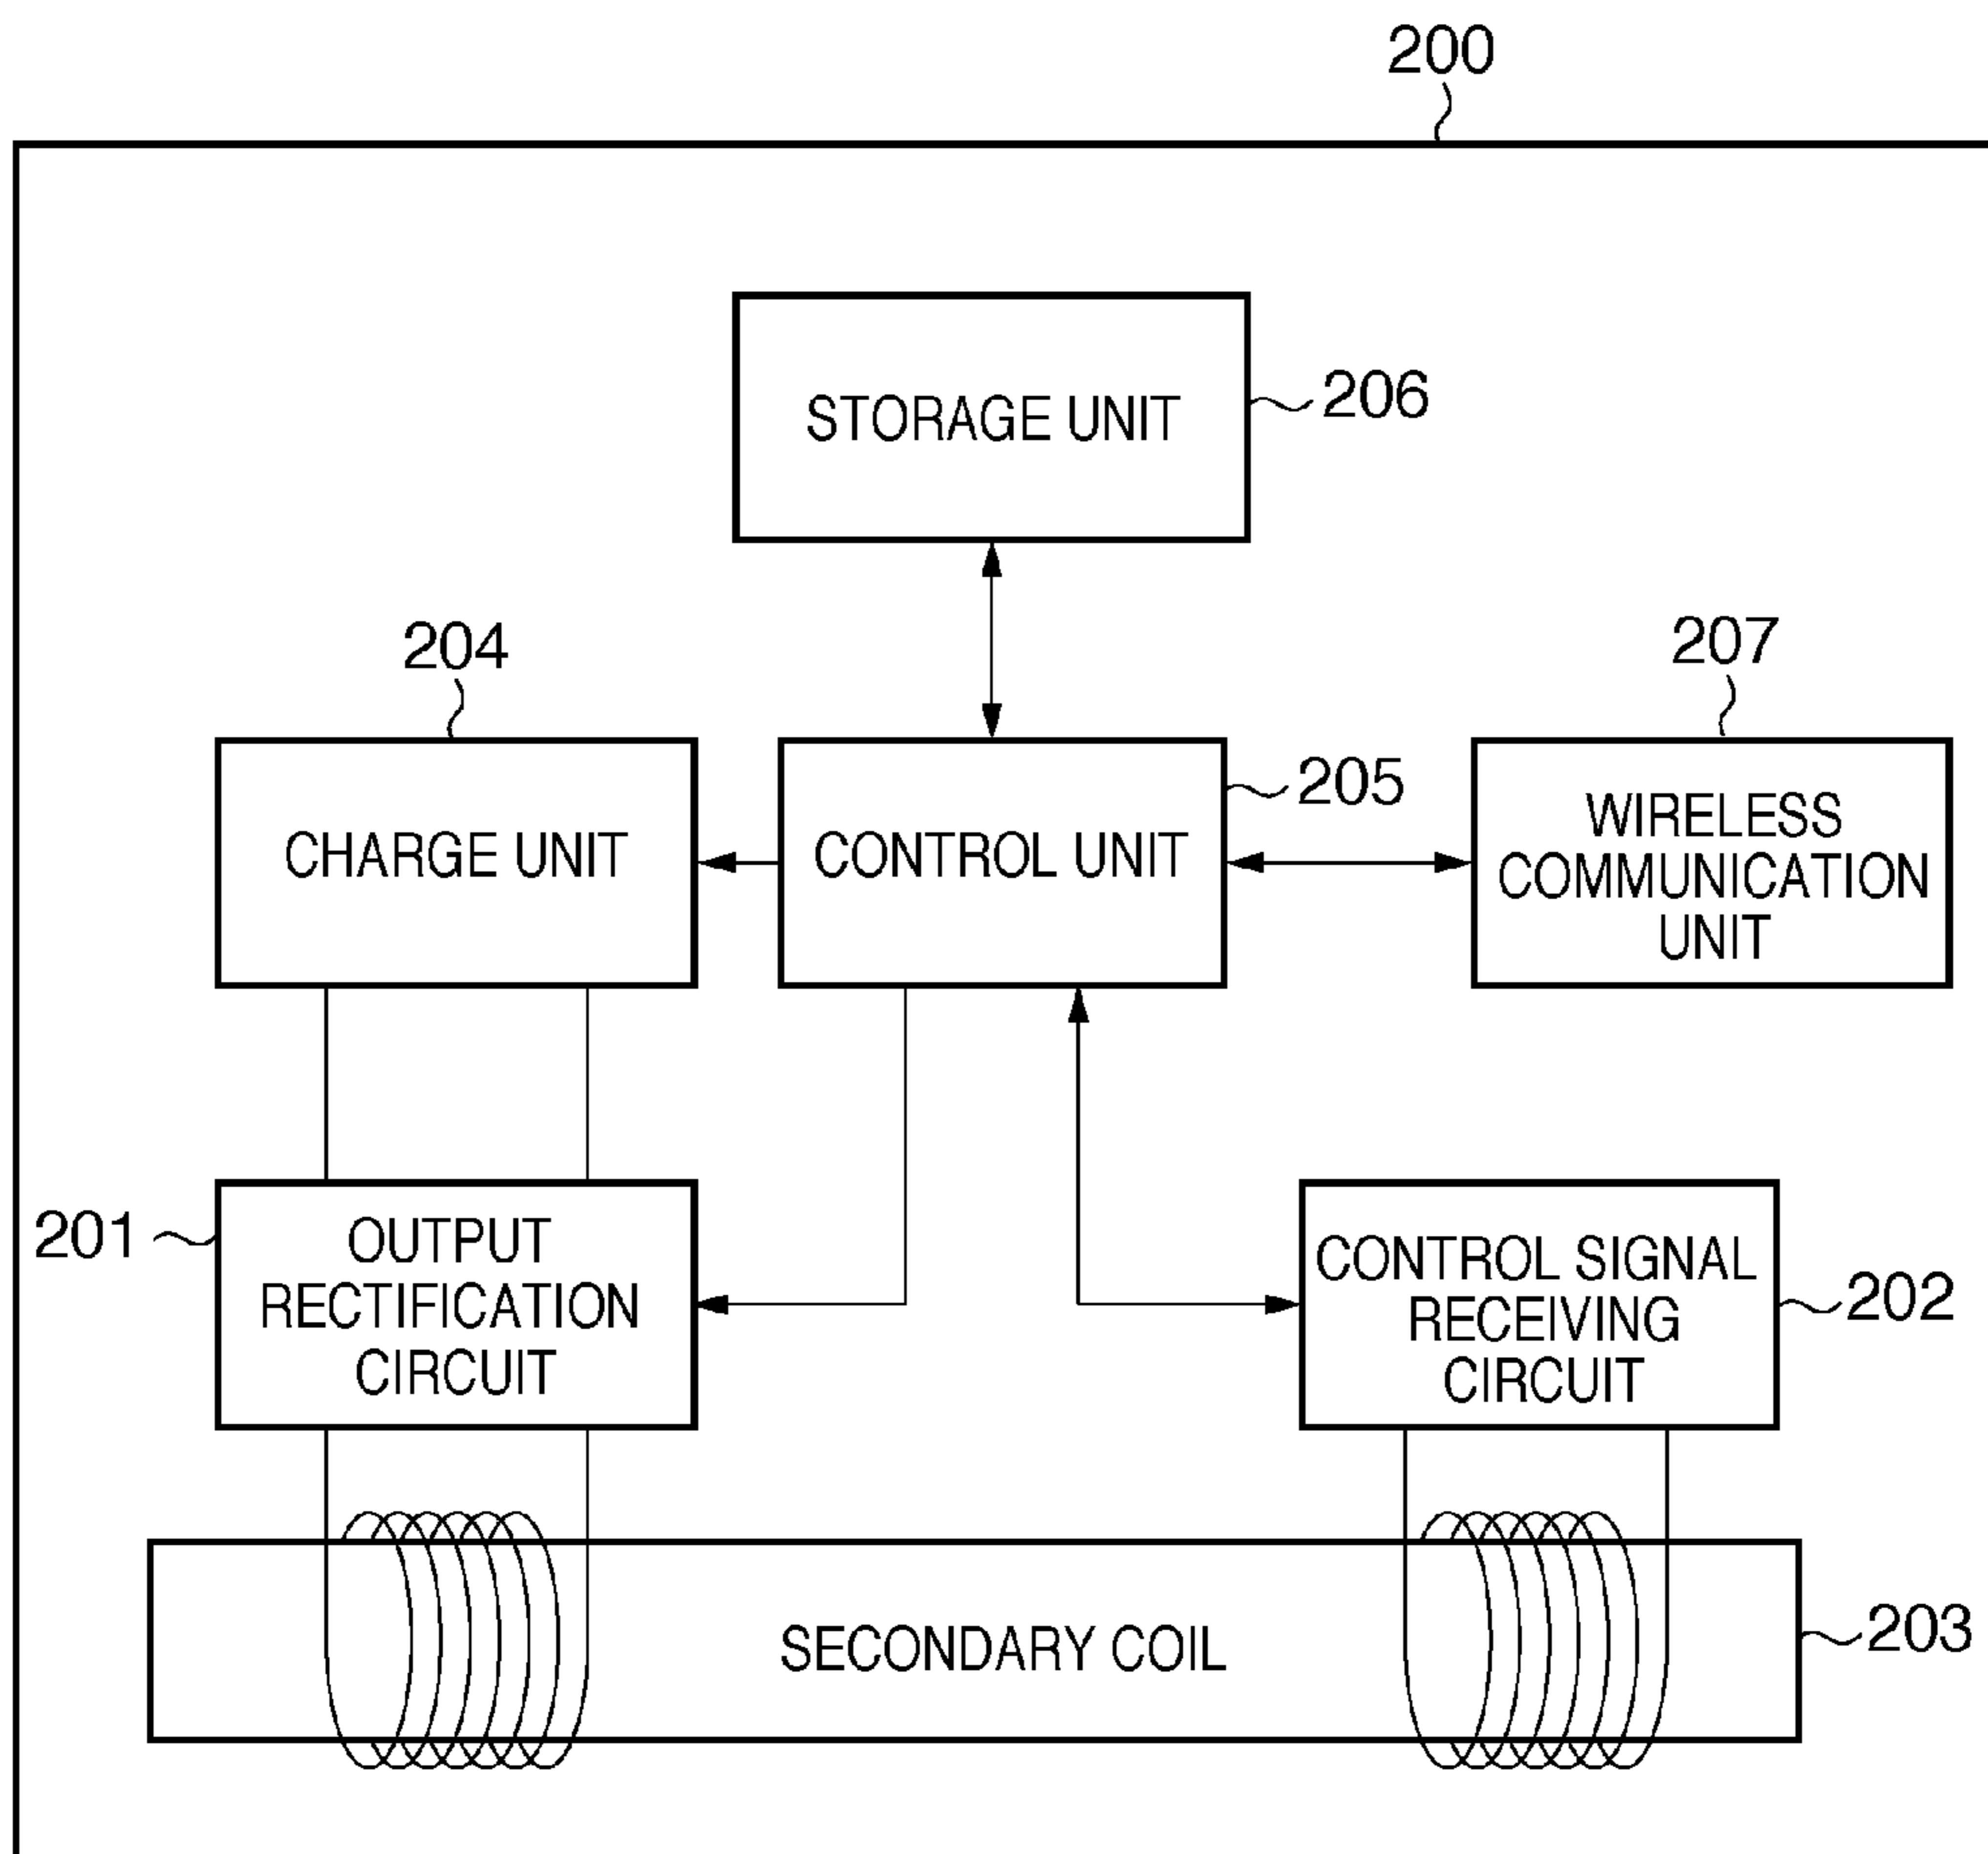 200
STORAGE UNIT
206
204
207
CHARGE UNIT
CONTROL UNIT
205
WIRELESS
COMMUNICATION
UNIT
201
OUTPUT
RECTIFICATION
CIRCUIT
CONTROL SIGNAL
RECEIVING
CIRCUIT
202
SECONDARY COIL
203